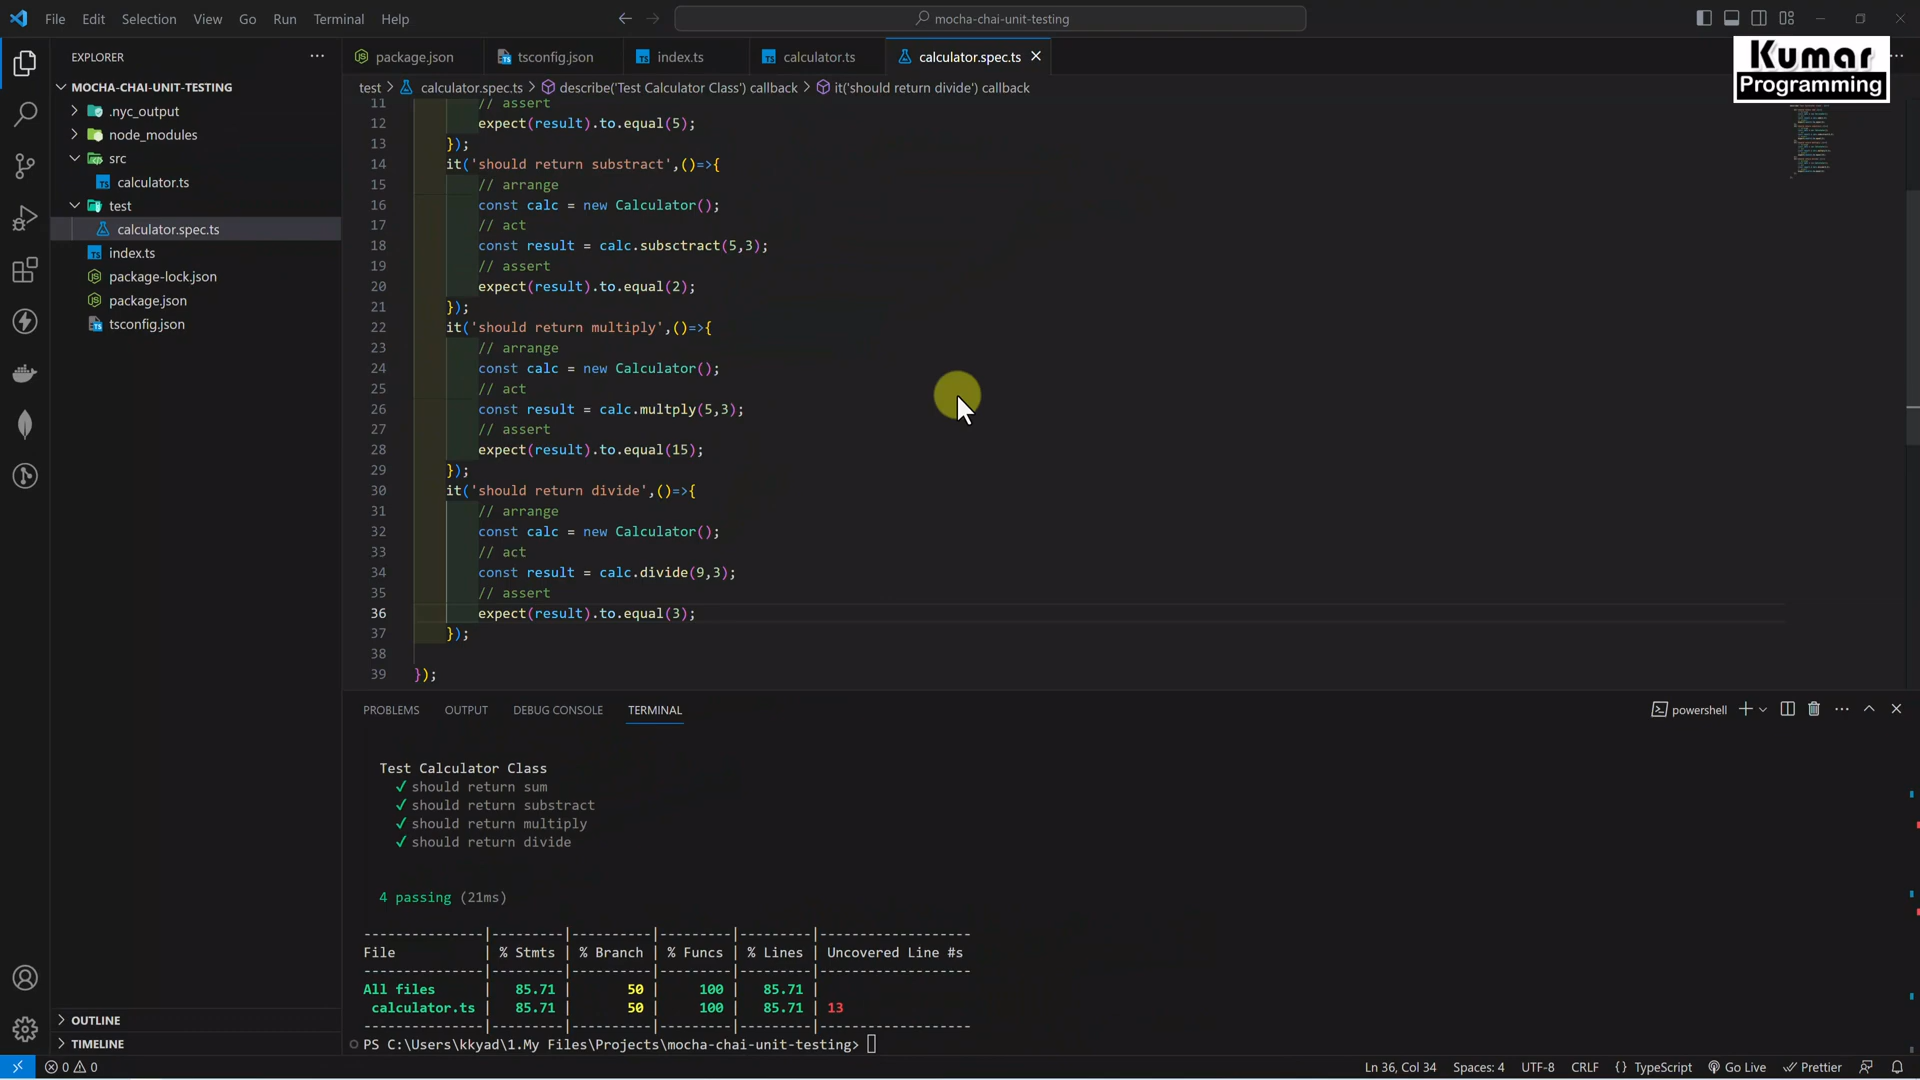 File Edit Selection View Go Run Terminal Help
mocha-chai-unit-testing
EXPLORER
package.json
tsconfig.json
index.ts
calculator.ts
calculator.spec.ts
Kumar
Programming
MOCHA-CHAI-UNIT-TESTING
.nyc_output
node_modules
src
calculator.ts
test
calculator.spec.ts
index.ts
package-lock.json
package.json
tsconfig.json
test > calculator.spec.ts > describe('Test Calculator Class') callback > it('should return divide') callback
11 // assert
12 expect(result).to.equal(5);
13 });
14 it('should return substract',()=>{
15 // arrange
16 const calc = new Calculator();
17 // act
18 const result = calc.subsctract(5,3);
19 // assert
20 expect(result).to.equal(2);
21 });
22 it('should return multiply',()=>{
23 // arrange
24 const calc = new Calculator();
25 // act
26 const result = calc.multply(5,3);
27 // assert
28 expect(result).to.equal(15);
29 });
30 it('should return divide',()=>{
31 // arrange
32 const calc = new Calculator();
33 // act
34 const result = calc.divide(9,3);
35 // assert
36 expect(result).to.equal(3);
37 });
38
39 });
PROBLEMS OUTPUT DEBUG CONSOLE TERMINAL
powershell
Test Calculator Class
✓ should return sum
✓ should return substract
✓ should return multiply
✓ should return divide
4 passing (21ms)
---------------|---------|----------|---------|---------|-------------------
File | % Stmts | % Branch | % Funcs | % Lines | Uncovered Line #s
---------------|---------|----------|---------|---------|-------------------
All files | 85.71 | 50 | 100 | 85.71 |
calculator.ts | 85.71 | 50 | 100 | 85.71 | 13
---------------|---------|----------|---------|---------|-------------------
PS C:\Users\kkyad\1.My Files\Projects\mocha-chai-unit-testing>
OUTLINE
TIMELINE
0 0
Ln 36, Col 34 Spaces: 4 UTF-8 CRLF {} TypeScript Go Live Prettier